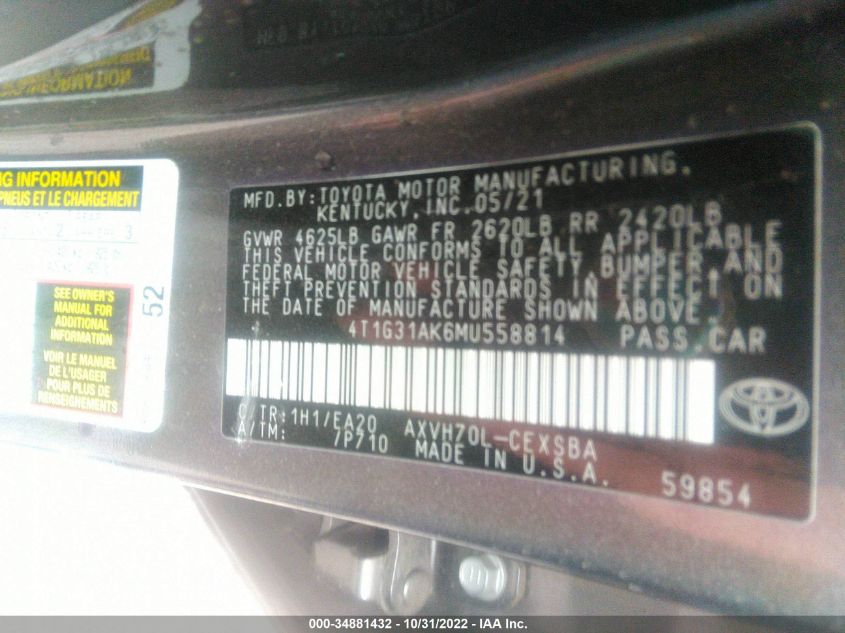 NG INFORMATION
PNEUS ET LE CHARGEMENT
2 3
SEE OWNER'S
MANUAL FOR
ADDITIONAL
INFORMATION
VOIR LE MANUEL
DE L'USAGER
POUR PLUS DE
RENSEIGNEMENTS
52
MFD.BY:TOYOTA MOTOR MANUFACTURING,
KENTUCKY,INC.05/21
GVWR 4625LB GAWR FR 2620LB RR 2420LB
THIS VEHICLE CONFORMS TO ALL APPLICABLE
FEDERAL MOTOR VEHICLE SAFETY,BUMPER,AND
THEFT PREVENTION STANDARDS IN EFFECT ON
THE DATE OF MANUFACTURE SHOWN ABOVE.
4T1G31AK6MU558814 PASS.CAR
C/TR:1H1/EA20 AXVH70L-CEXSBA
A/TM: 7P710 MADE IN U.S.A.
59854
000-34881432 - 10/31/2022 - IAA Inc.